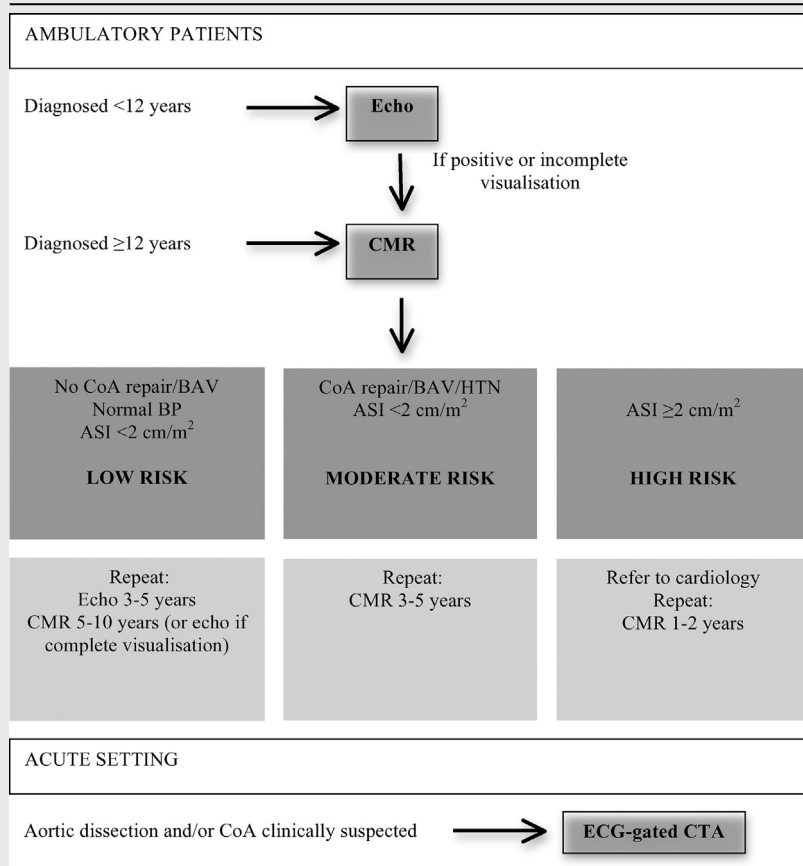 AMBULATORY PATIENTS
Diagnosed <12 years
Echo
If positive or incomplete
visualisation
Diagnosed ≥12 years
CMR
No CoA repair/BAV
Normal BP
ASI <2 cm/m²
LOW RISK
CoA repair/BAV/HTN
ASI <2 cm/m²
MODERATE RISK
ASI ≥2 cm/m²
HIGH RISK
Repeat:
Echo 3-5 years
CMR 5-10 years (or echo if
complete visualisation)
Repeat:
CMR 3-5 years
Refer to cardiology
Repeat:
CMR 1-2 years
ACUTE SETTING
Aortic dissection and/or CoA clinically suspected
ECG-gated CTA